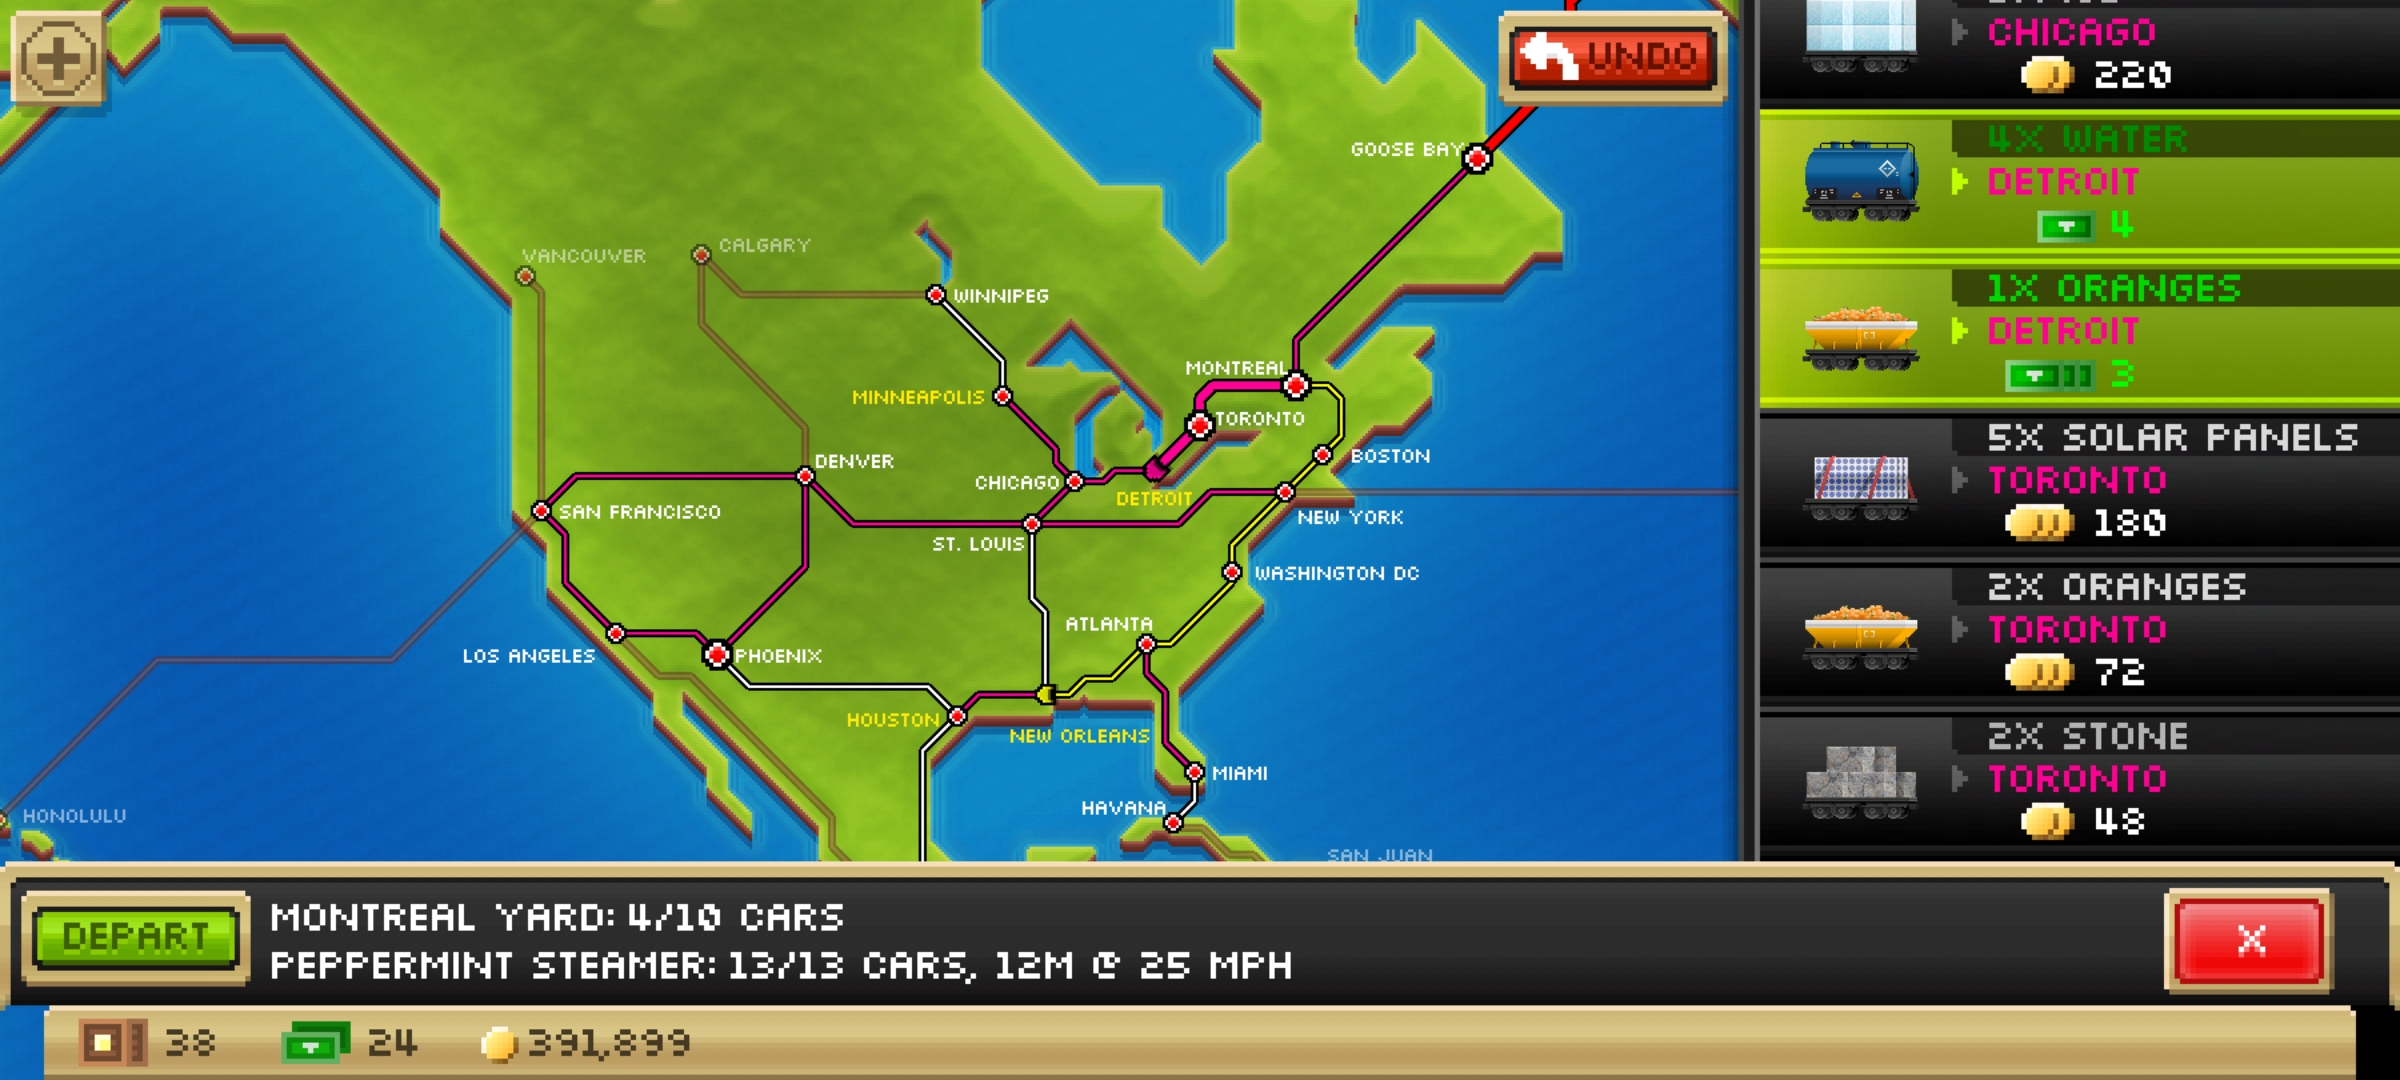 UNDO
GOOSE BAY
VANCOUVER
CALGARY
WINNIPEG
MONTREAL
MINNEAPOLIS
TORONTO
DENVER
BOSTON
CHICAGO
DETROIT
SAN FRANCISCO
NEW YORK
ST. LOUIS
WASHINGTON DC
ATLANTA
LOS ANGELES
PHOENIX
HOUSTON
NEW ORLEANS
MIAMI
HAVANA
HONOLULU
SAN JUAN
CHICAGO
220
4X WATER
DETROIT
4
1X ORANGES
DETROIT
3
5X SOLAR PANELS
TORONTO
180
2X ORANGES
TORONTO
72
2X STONE
TORONTO
48
DEPART
MONTREAL YARD: 4/10 CARS
PEPPERMINT STEAMER: 13/13 CARS, 12M @ 25 MPH
X
38
24
391,899